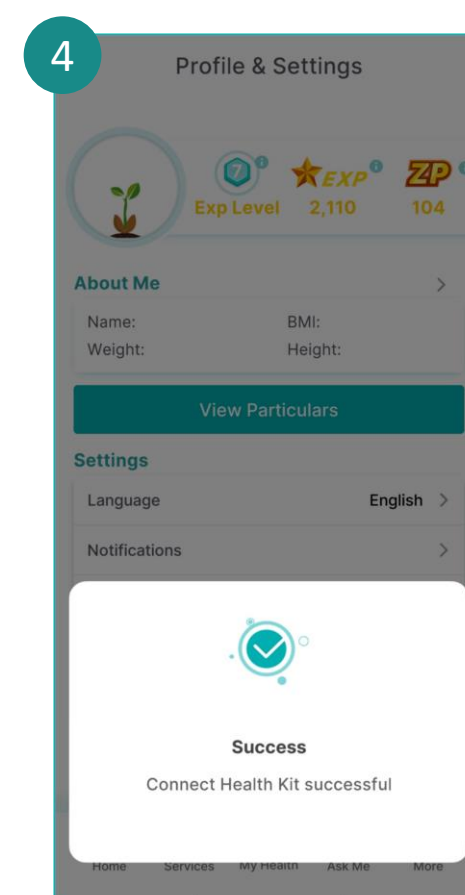 4
Profile & Settings
7
EXP
ZP
Exp Level 2,110 104
About Me
Name: BMI:
Weight: Height:
View Particulars
Settings
Language English
Notifications
Success
Connect Health Kit successful
Home Services My Health Ask Me More